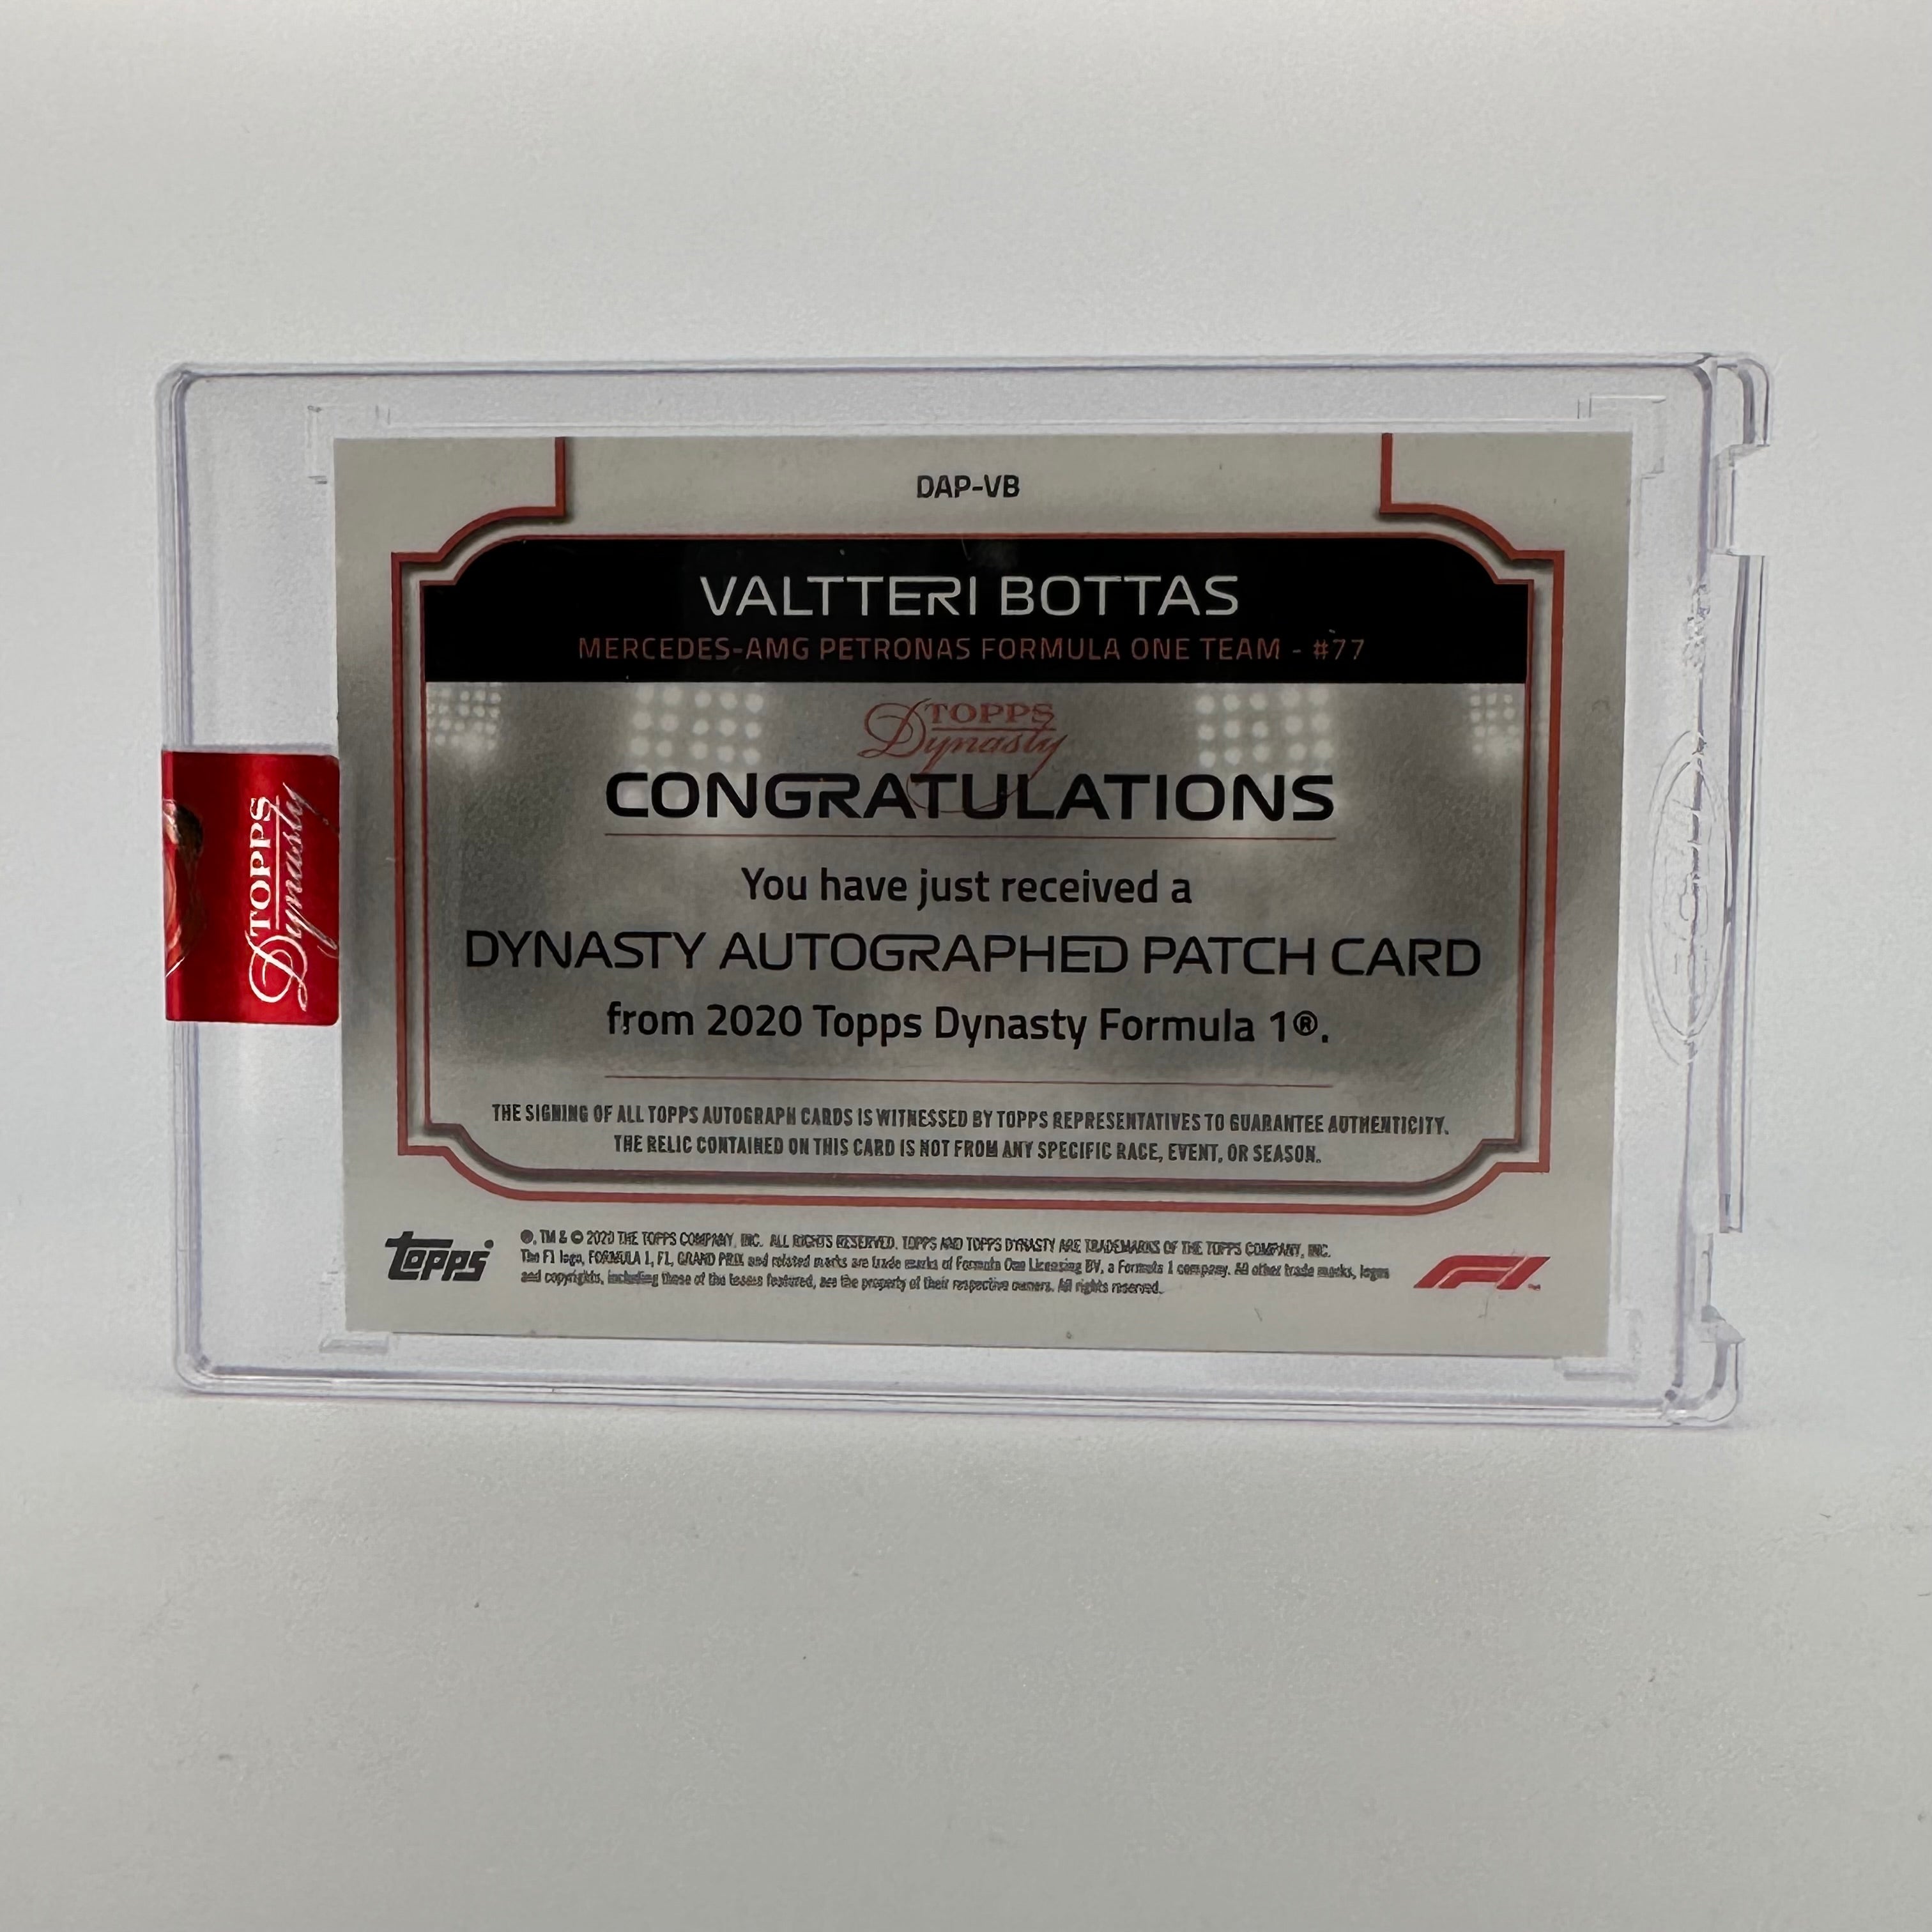 DAP-VB
VALTTERI BOTTAS
MERCEDES-AMG PETRONAS FORMULA ONE TEAM - #77
TOPPS
Dynasty
CONGRATULATIONS
You have just received a
DYNASTY AUTOGRAPHED PATCH CARD
from 2020 Topps Dynasty Formula 1®.
THE SIGNING OF ALL TOPPS AUTOGRAPH CARDS IS WITNESSED BY TOPPS REPRESENTATIVES TO GUARANTEE AUTHENTICITY.
THE RELIC CONTAINED ON THIS CARD IS NOT FROM ANY SPECIFIC RACE, EVENT, OR SEASON.
topps
®, TM & © 2020 THE TOPPS COMPANY, INC. ALL RIGHTS RESERVED. TOPPS AND TOPPS DYNASTY ARE TRADEMARKS OF THE TOPPS COMPANY, INC.
The F1 logo, FORMULA 1, F1, GRAND PRIX and related marks are trade marks of Formula One Licensing BV, a Formula 1 company. All other trade marks, logos
and copyrights, including those of the teams featured, are the property of their respective owners. All rights reserved.
F1
TOPPS
Dynasty